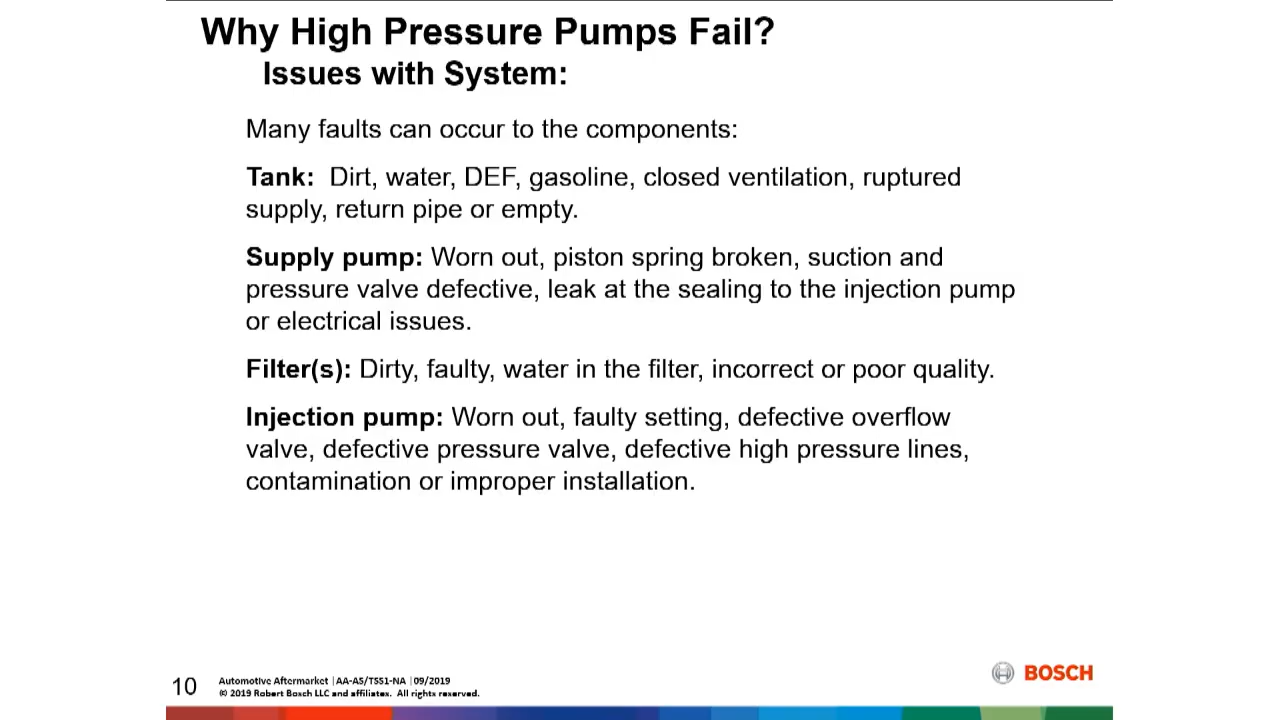 Why High Pressure Pumps Fail?
Issues with System:
Many faults can occur to the components:
Tank:  Dirt, water, DEF, gasoline, closed ventilation, ruptured
supply, return pipe or empty.
Supply pump: Worn out, piston spring broken, suction and
pressure valve defective, leak at the sealing to the injection pump
or electrical issues.
Filter(s): Dirty, faulty, water in the filter, incorrect or poor quality.
Injection pump: Worn out, faulty setting, defective overflow
valve, defective pressure valve, defective high pressure lines,
contamination or improper installation.
10
Automotive Aftermarket | AA-AS/TSS1-NA | 09/2019
© 2019 Robert Bosch LLC and affiliates.  All rights reserved.
BOSCH